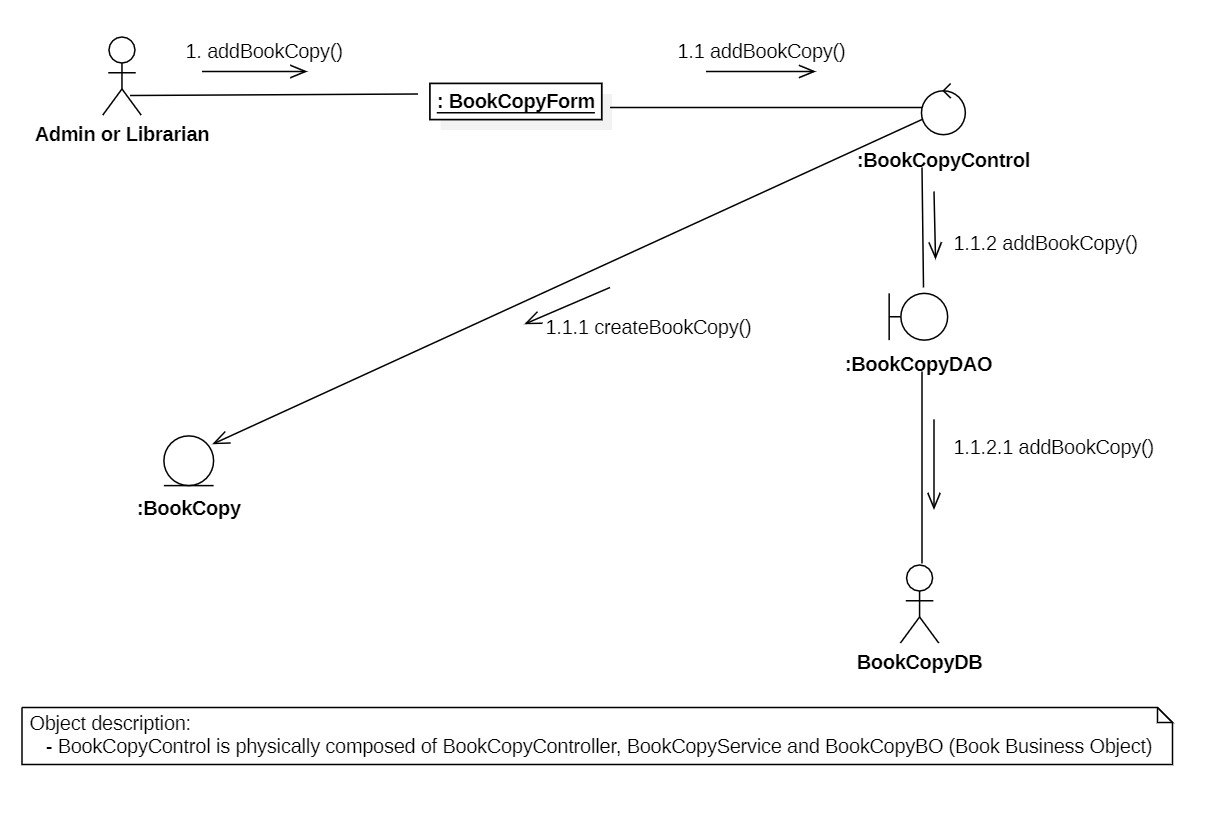 1. addBookCopy()
1.1 addBookCopy()
: BookCopyForm
Admin or Librarian
:BookCopyControl
1.1.2 addBookCopy()
1.1.1 createBookCopy()
:BookCopyDAO
1.1.2.1 addBookCopy()
:BookCopy
BookCopyDB
Object description:
- BookCopyControl is physically composed of BookCopyController, BookCopyService and BookCopyBO (Book Business Object)